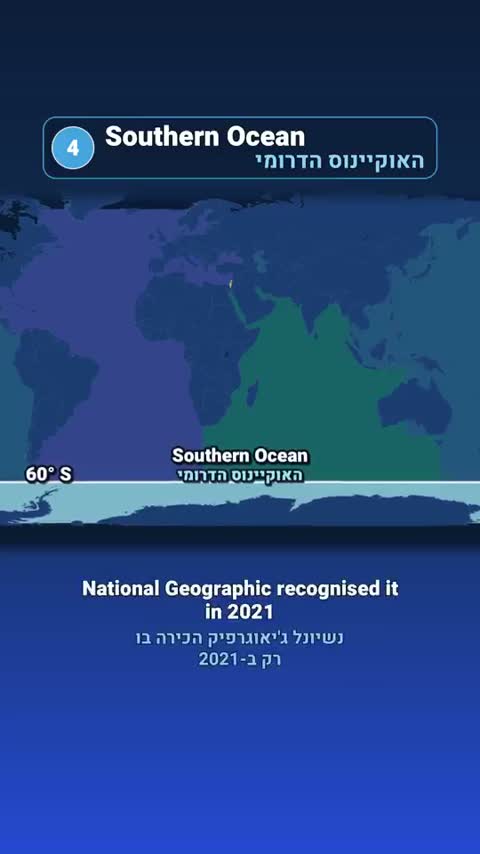 4
Southern Ocean
האוקיינוס הדרומי
Southern Ocean
האוקיינוס הדרומי
60° S
National Geographic recognised it
in 2021
נשיונל ג'יאוגרפיק הכירה בו
רק ב-2021